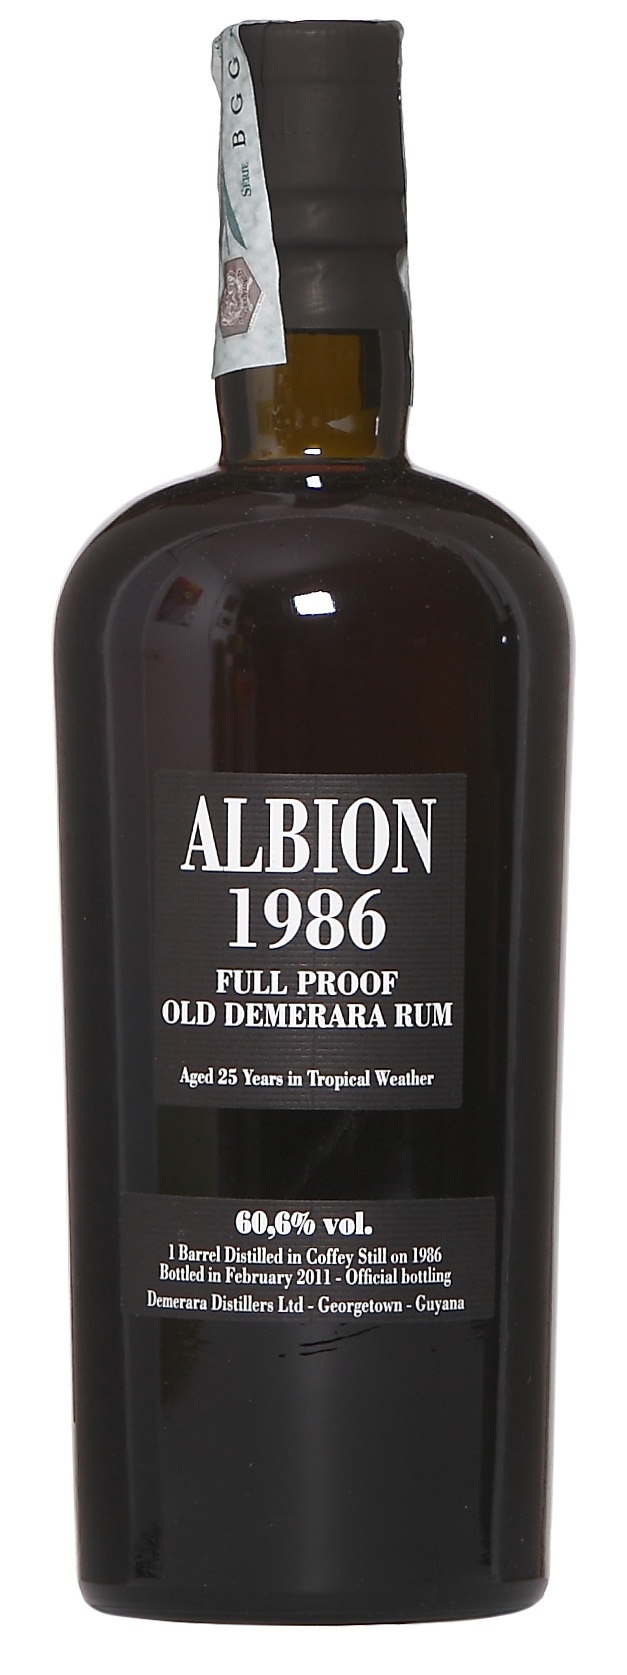 SERIE BGG
ALBION
1986
FULL PROOF
OLD DEMERARA RUM
Aged 25 Years in Tropical Weather
60,6% vol.
1 Barrel Distilled in Coffey Still on 1986
Bottled in February 2011 - Official bottling
Demerara Distillers Ltd - Georgetown - Guyana